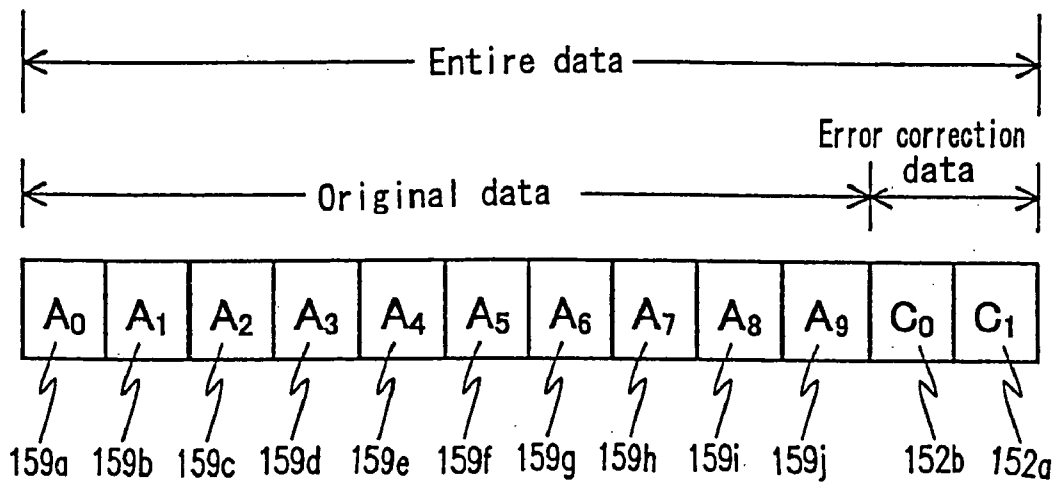 Entire data
Error correction
data
Original data
A0 A1 A2 A3 A4 A5 A6 A7 A8 A9 C0 C1
159a 159b 159c 159d 159e 159f 159g 159h 159i 159j 152b 152a